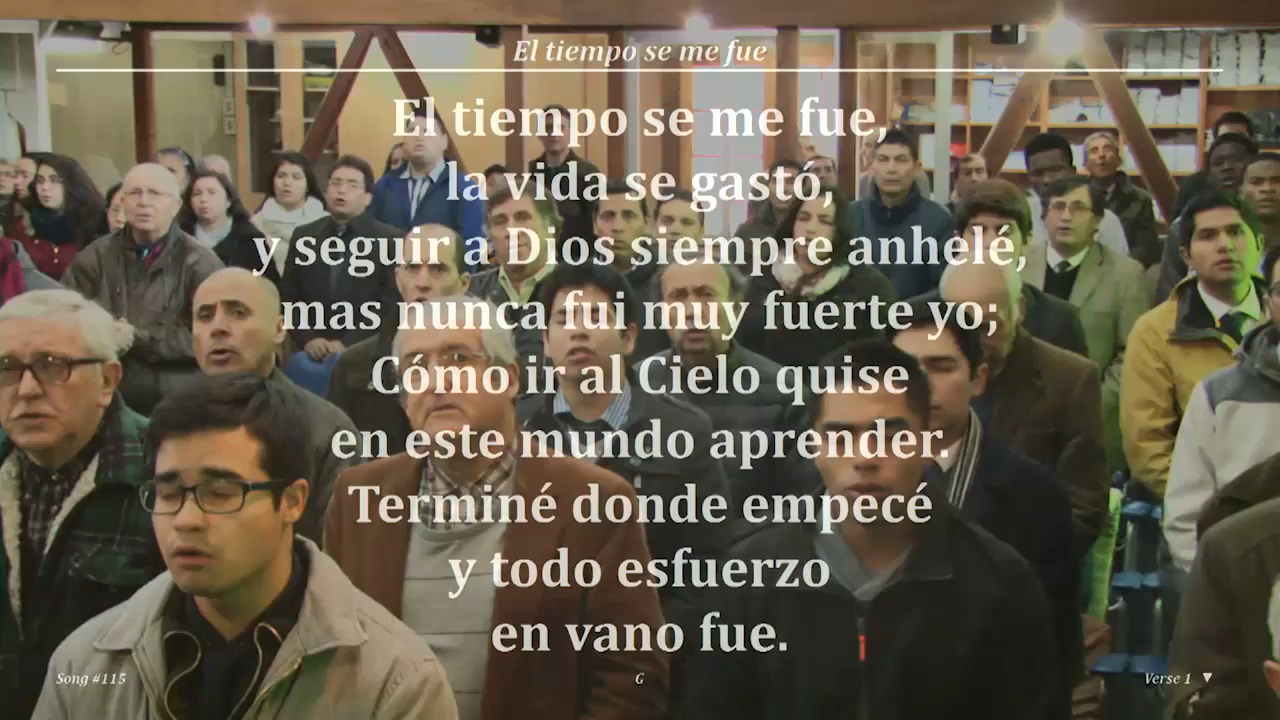 El tiempo se me fue
El tiempo se me fue,
la vida se gastó,
y seguir a Dios siempre anhelé,
mas nunca fui muy fuerte yo;
Cómo ir al Cielo quise
en este mundo aprender.
Terminé donde empecé
y todo esfuerzo
en vano fue.
Song #115
G
Verse 1 ▼